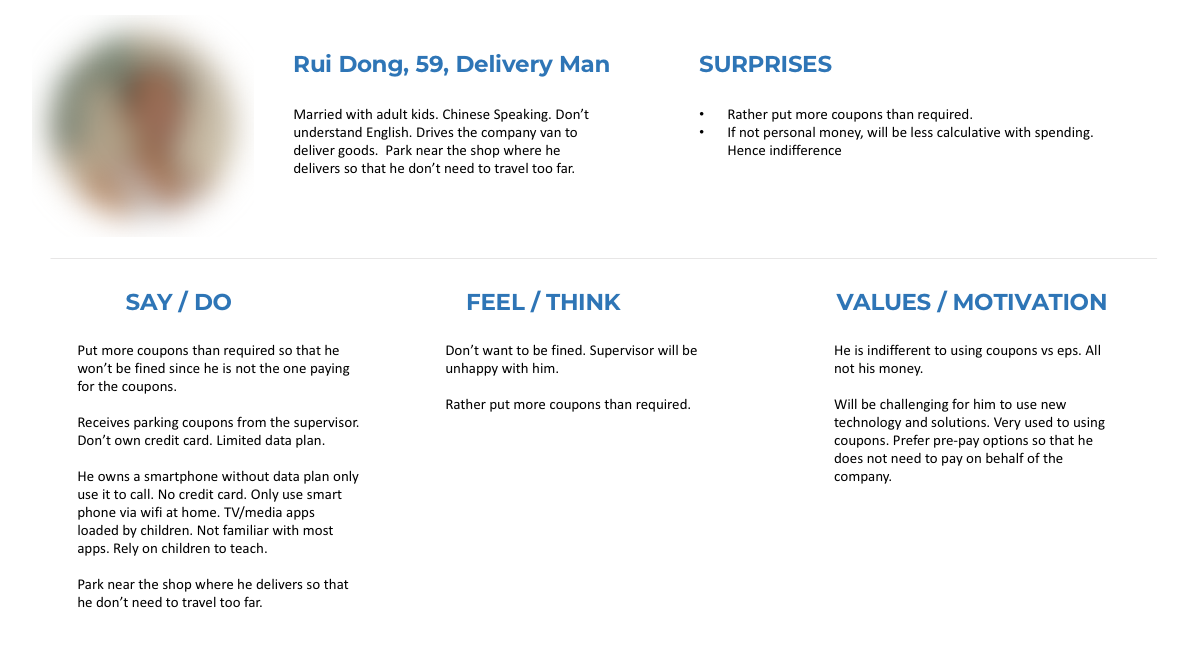 Rui Dong, 59, Delivery Man
Married with adult kids. Chinese Speaking. Don’t
understand English. Drives the company van to
deliver goods.  Park near the shop where he
delivers so that he don’t need to travel too far.
SURPRISES
• Rather put more coupons than required.
• If not personal money, will be less calculative with spending.
Hence indifference
SAY / DO
Put more coupons than required so that he
won’t be fined since he is not the one paying
for the coupons.
Receives parking coupons from the supervisor.
Don’t own credit card. Limited data plan.
He owns a smartphone without data plan only
use it to call. No credit card. Only use smart
phone via wifi at home. TV/media apps
loaded by children. Not familiar with most
apps. Rely on children to teach.
Park near the shop where he delivers so that
he don’t need to travel too far.
FEEL / THINK
Don’t want to be fined. Supervisor will be
unhappy with him.
Rather put more coupons than required.
VALUES / MOTIVATION
He is indifferent to using coupons vs eps. All
not his money.
Will be challenging for him to use new
technology and solutions. Very used to using
coupons. Prefer pre-pay options so that he
does not need to pay on behalf of the
company.